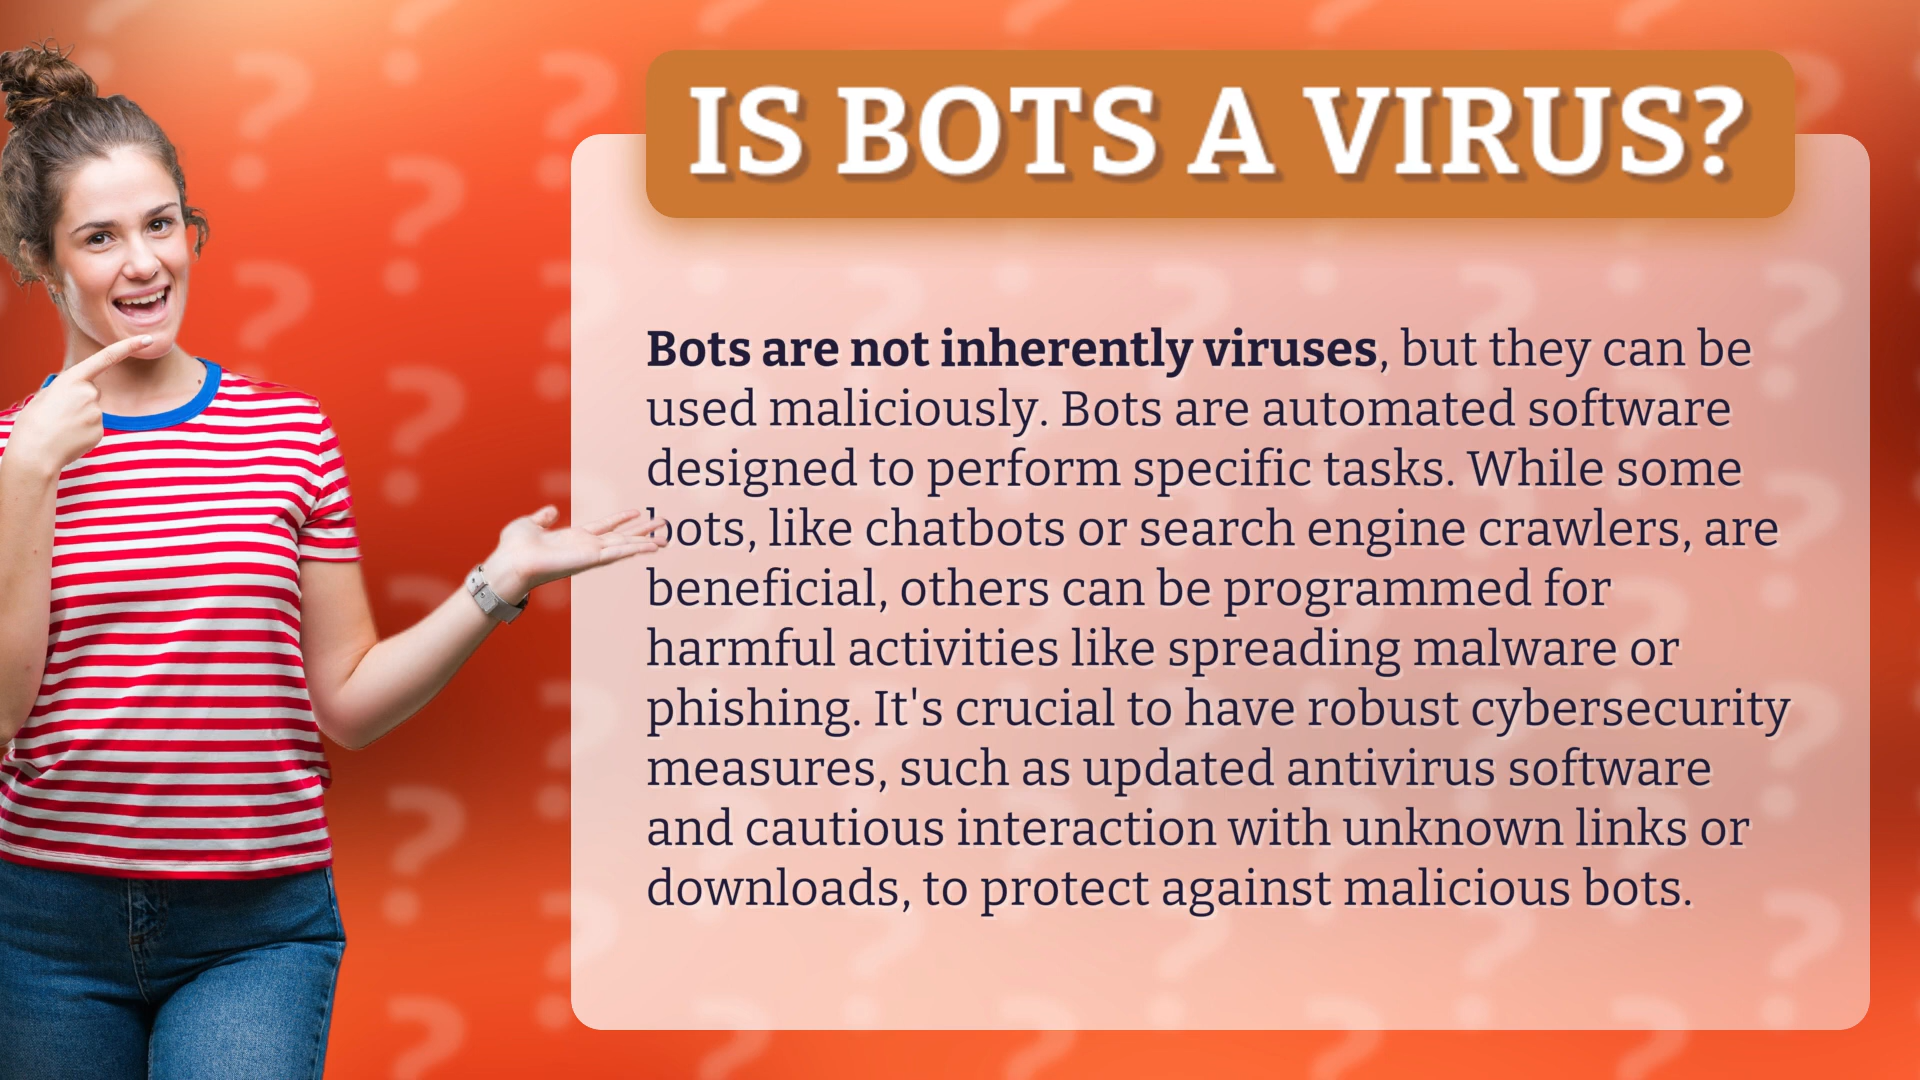 IS BOTS A VIRUS?
Bots are not inherently viruses, but they can be
used maliciously. Bots are automated software
designed to perform specific tasks. While some
bots, like chatbots or search engine crawlers, are
beneficial, others can be programmed for
harmful activities like spreading malware or
phishing. It's crucial to have robust cybersecurity
measures, such as updated antivirus software
and cautious interaction with unknown links or
downloads, to protect against malicious bots.